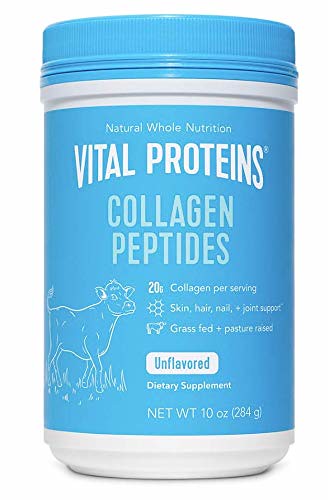 Natural Whole Nutrition
VITAL PROTEINS®
COLLAGEN
PEPTIDES
20G Collagen per serving
Skin, hair, nail, + joint support**
Grass fed + pasture raised
Unflavored
Dietary Supplement
NET WT 10 oz (284 g)